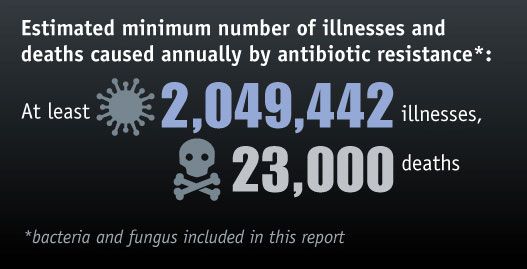 Estimated minimum number of illnesses and
deaths caused annually by antibiotic resistance*:
At least 2,049,442 illnesses,
23,000 deaths
*bacteria and fungus included in this report